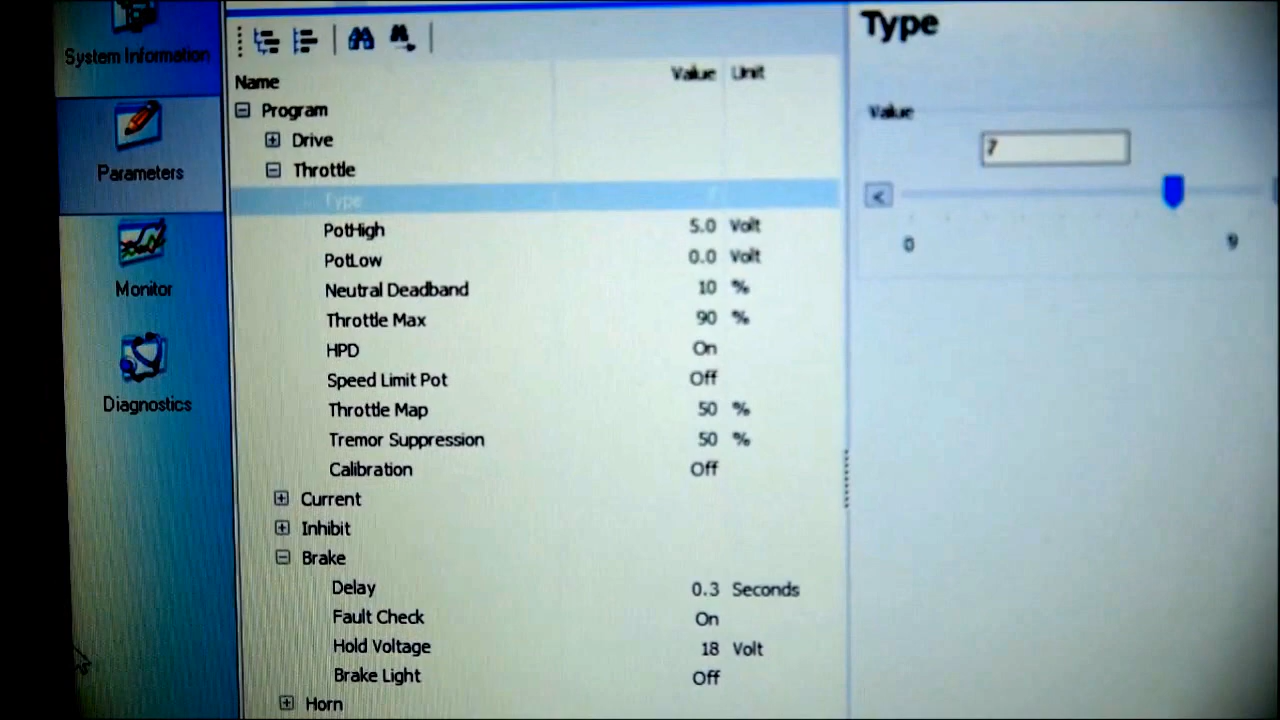 System Information
Parameters
Monitor
Diagnostics
Name Value Unit
Program
Drive
Throttle
Type 7
PotHigh 5.0 Volt
PotLow 0.0 Volt
Neutral Deadband 10 %
Throttle Max 90 %
HPD On
Speed Limit Pot Off
Throttle Map 50 %
Tremor Suppression 50 %
Calibration Off
Current
Inhibit
Brake
Delay 0.3 Seconds
Fault Check On
Hold Voltage 18 Volt
Brake Light Off
Horn
Type
Value
7
<
0 9